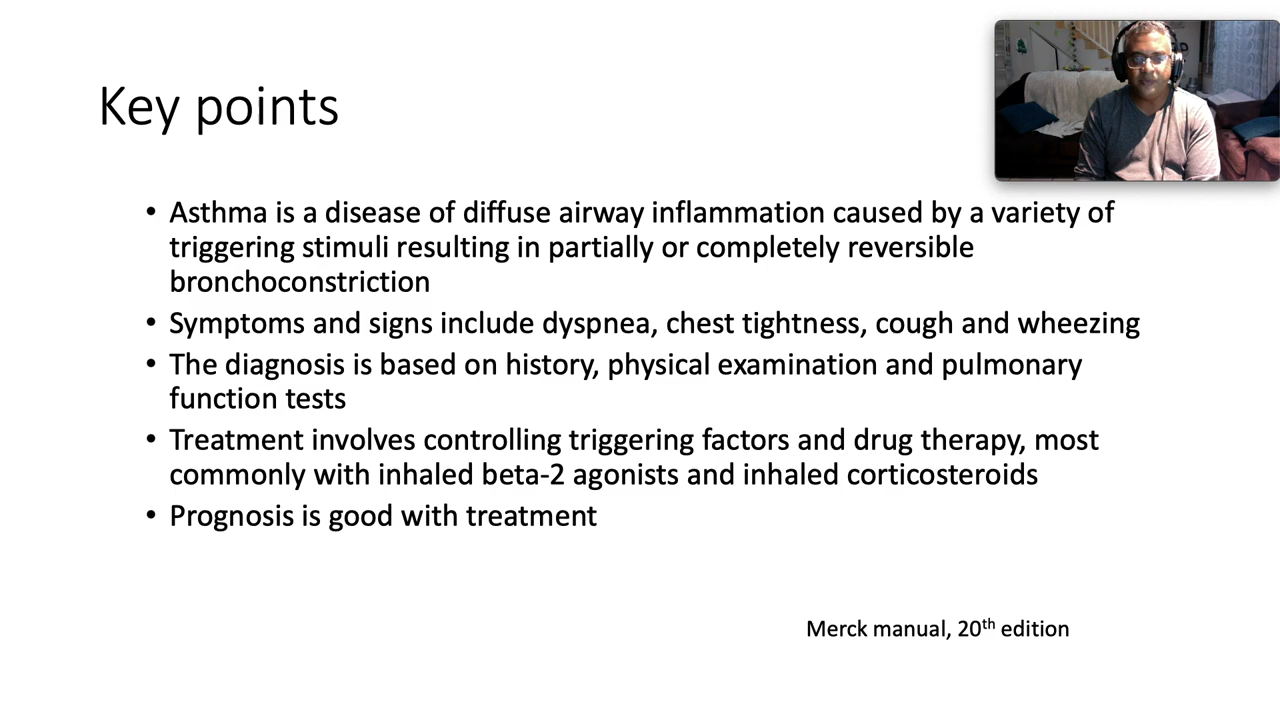 Key points
• Asthma is a disease of diffuse airway inflammation caused by a variety of
triggering stimuli resulting in partially or completely reversible
bronchoconstriction
• Symptoms and signs include dyspnea, chest tightness, cough and wheezing
• The diagnosis is based on history, physical examination and pulmonary
function tests
• Treatment involves controlling triggering factors and drug therapy, most
commonly with inhaled beta-2 agonists and inhaled corticosteroids
• Prognosis is good with treatment
Merck manual, 20th edition